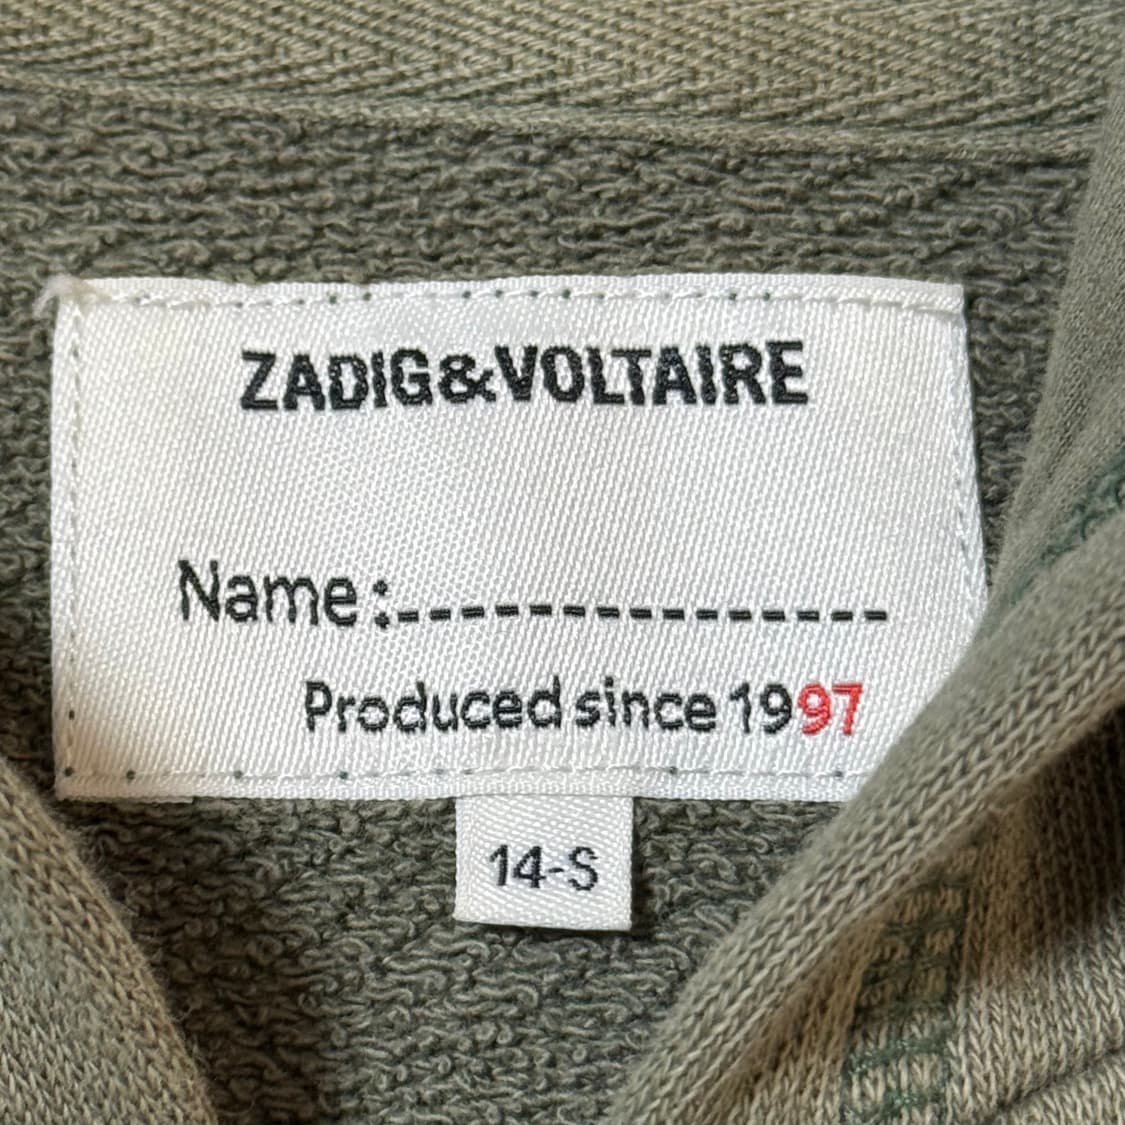 ZADIG&VOLTAIRE
Name:----------------
Produced since 1997
14-S